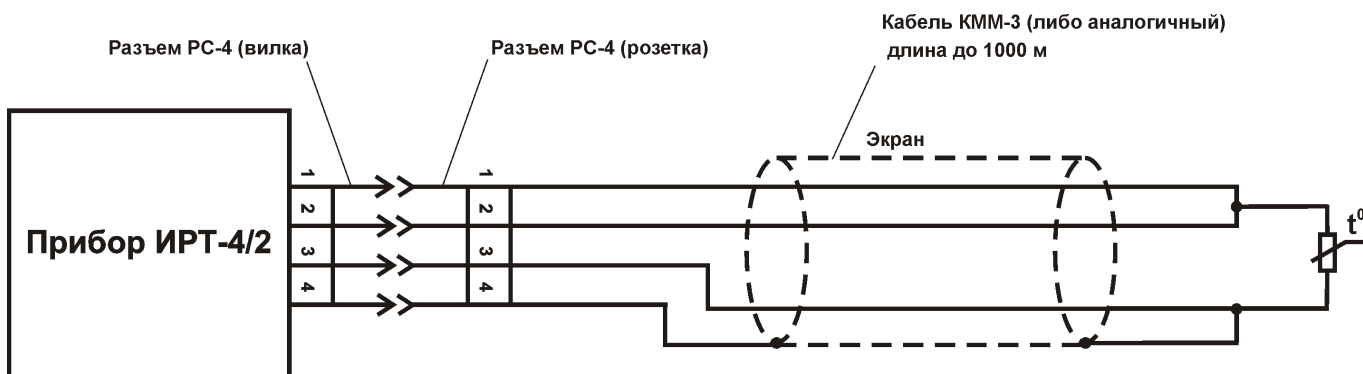 Кабель КММ-3 (либо аналогичный)
длина до 1000 м
Разъем РС-4 (вилка)
Разъем РС-4 (розетка)
Экран
Прибор ИРТ-4/2
1
2
3
4
1
2
3
4
t⁰